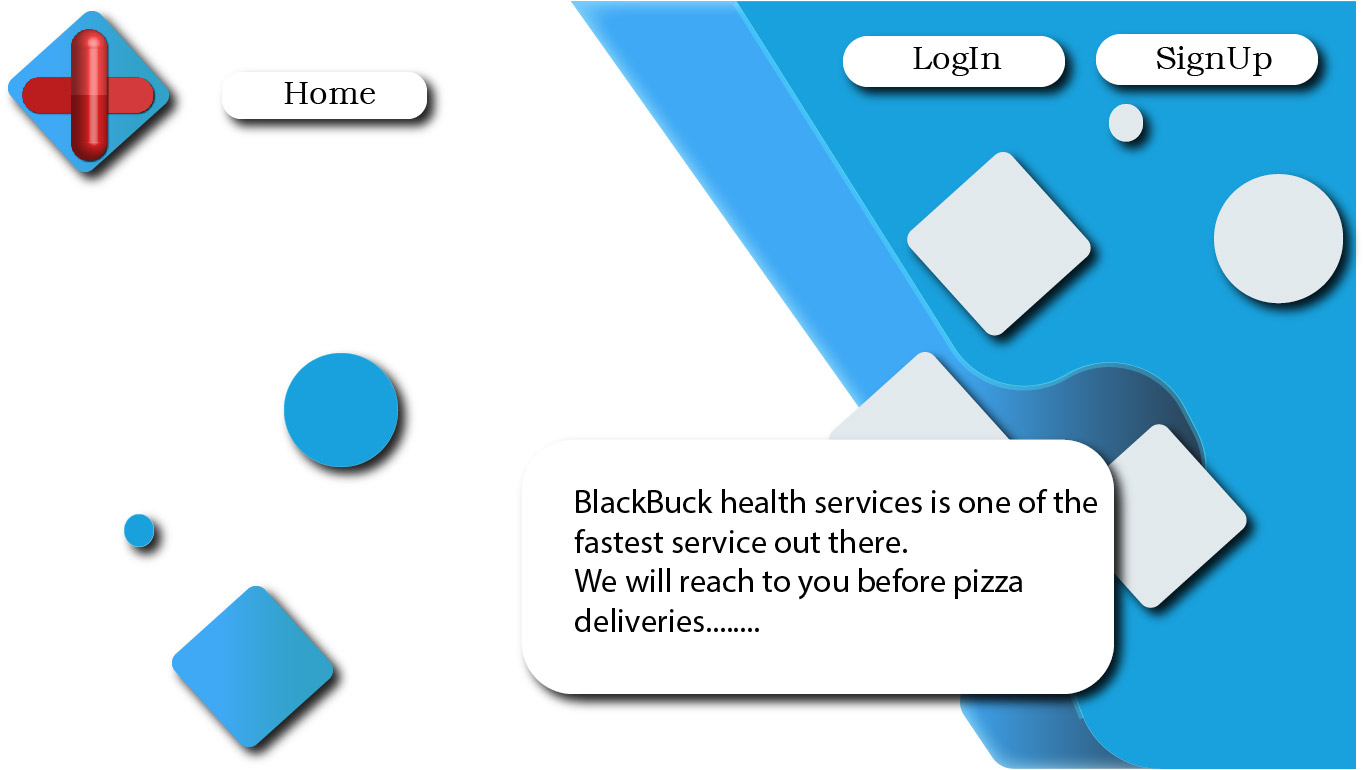 Home
LogIn
SignUp
BlackBuck health services is one of the
fastest service out there.
We will reach to you before pizza
deliveries........